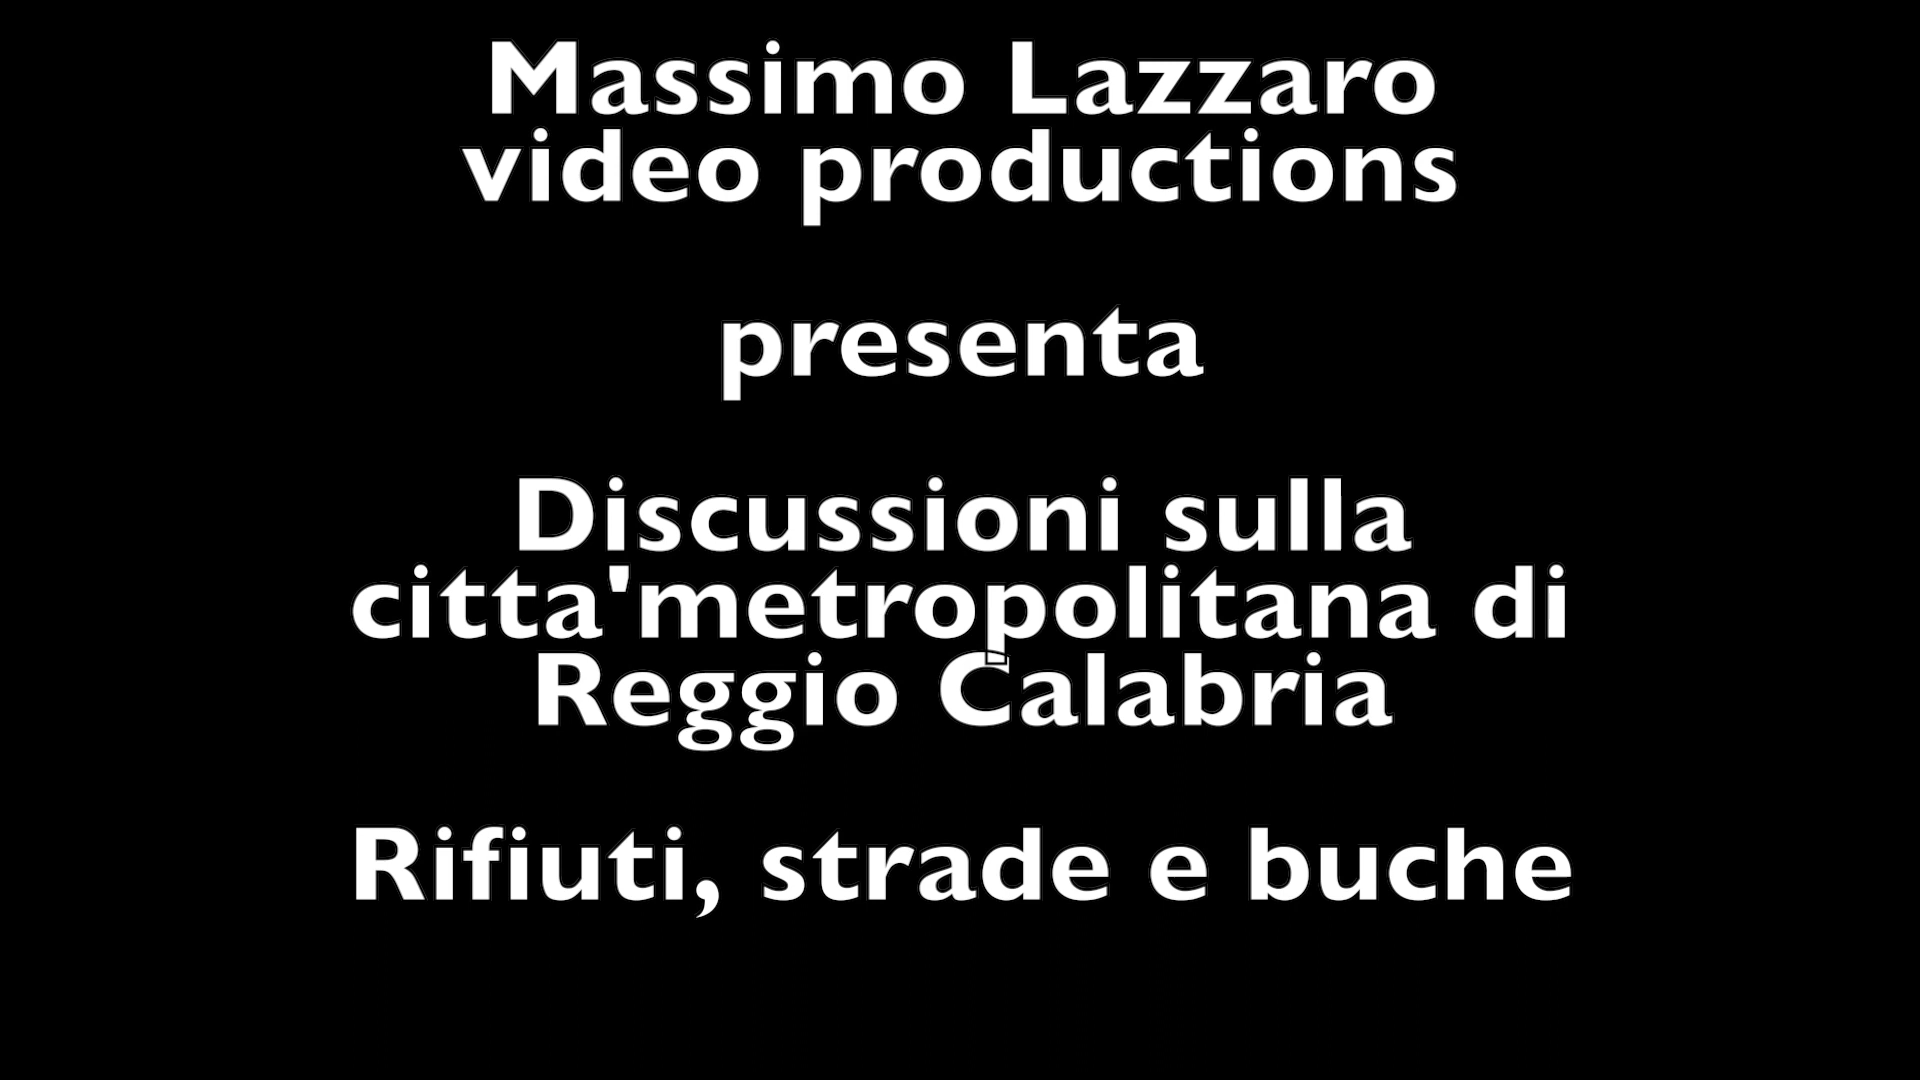 Massimo Lazzaro
video productions
presenta
Discussioni sulla
citta'metropolitana di
Reggio Calabria
Rifiuti, strade e buche